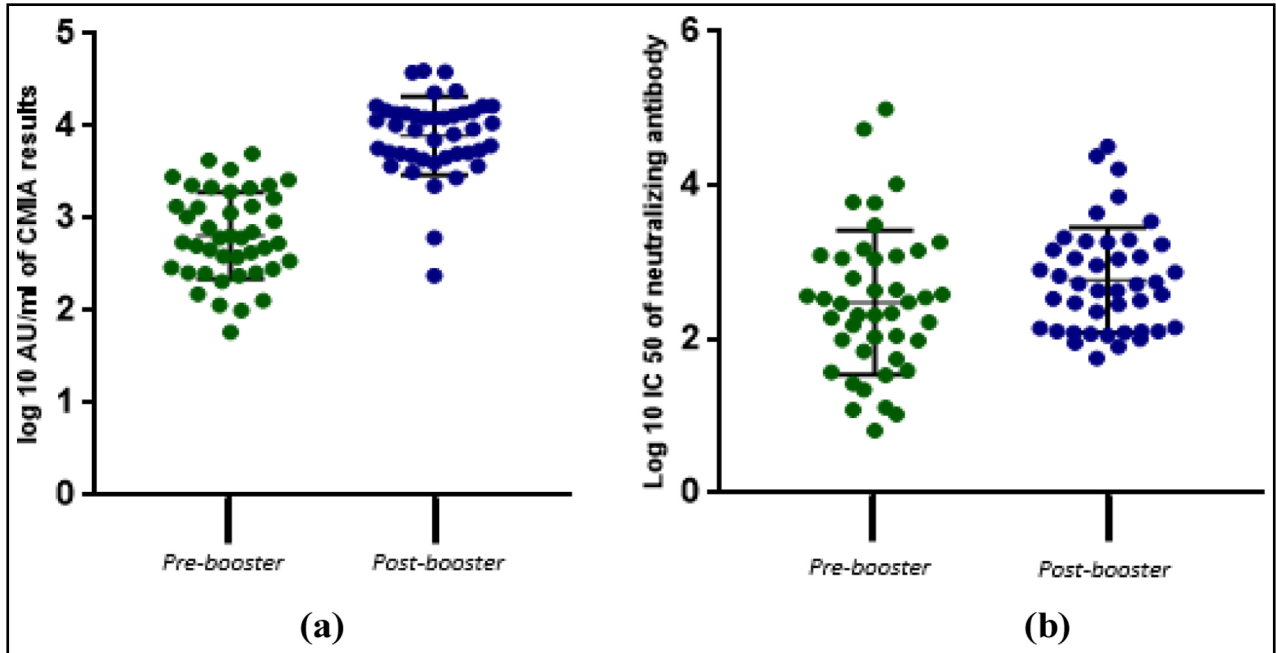 log 10 AU/ml of CMIA results
5
4
3
2
1
0
Pre-booster
Post-booster
(a)
Log 10 IC 50 of neutralizing antibody
6
4
2
0
Pre-booster
Post-booster
(b)